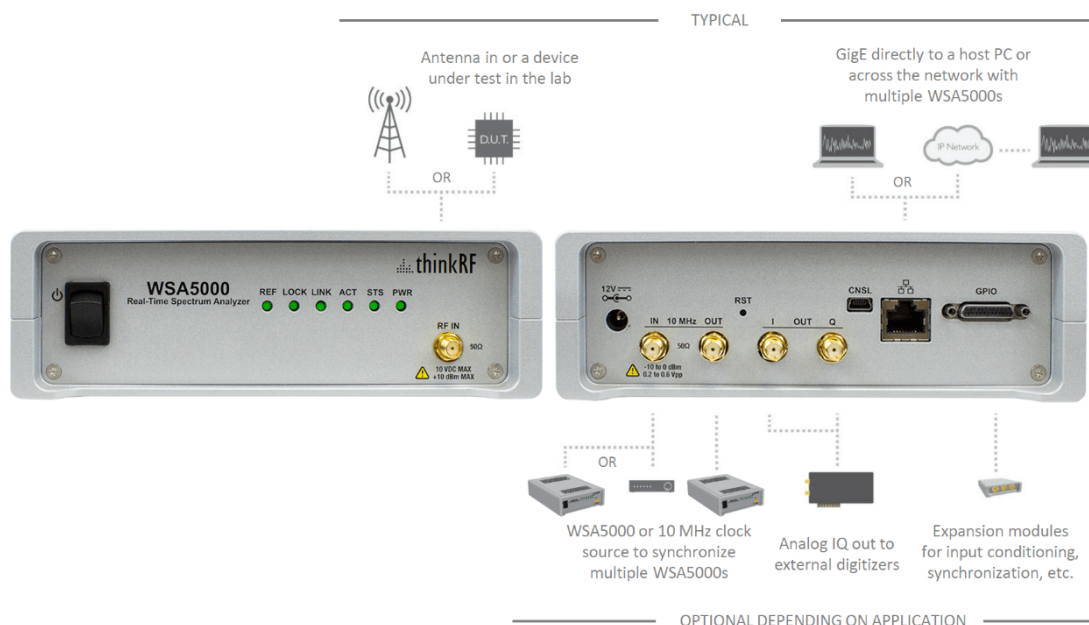 TYPICAL
Antenna in or a device
under test in the lab
GigE directly to a host PC or
across the network with
multiple WSA5000s
D.U.T.
IP Network
OR
OR
thinkRF
WSA5000
Real-Time Spectrum Analyzer
REF LOCK LINK ACT STS PWR
RF IN
50Ω
10 VDC MAX
+10 dBm MAX
12V
RST
CNSL
GPIO
IN 10 MHz OUT
I OUT Q
50Ω
-10 to 0 dBm
0.2 to 0.6 Vpp
OR
WSA5000 or 10 MHz clock
source to synchronize
multiple WSA5000s
Analog IQ out to
external digitizers
Expansion modules
for input conditioning,
synchronization, etc.
OPTIONAL DEPENDING ON APPLICATION